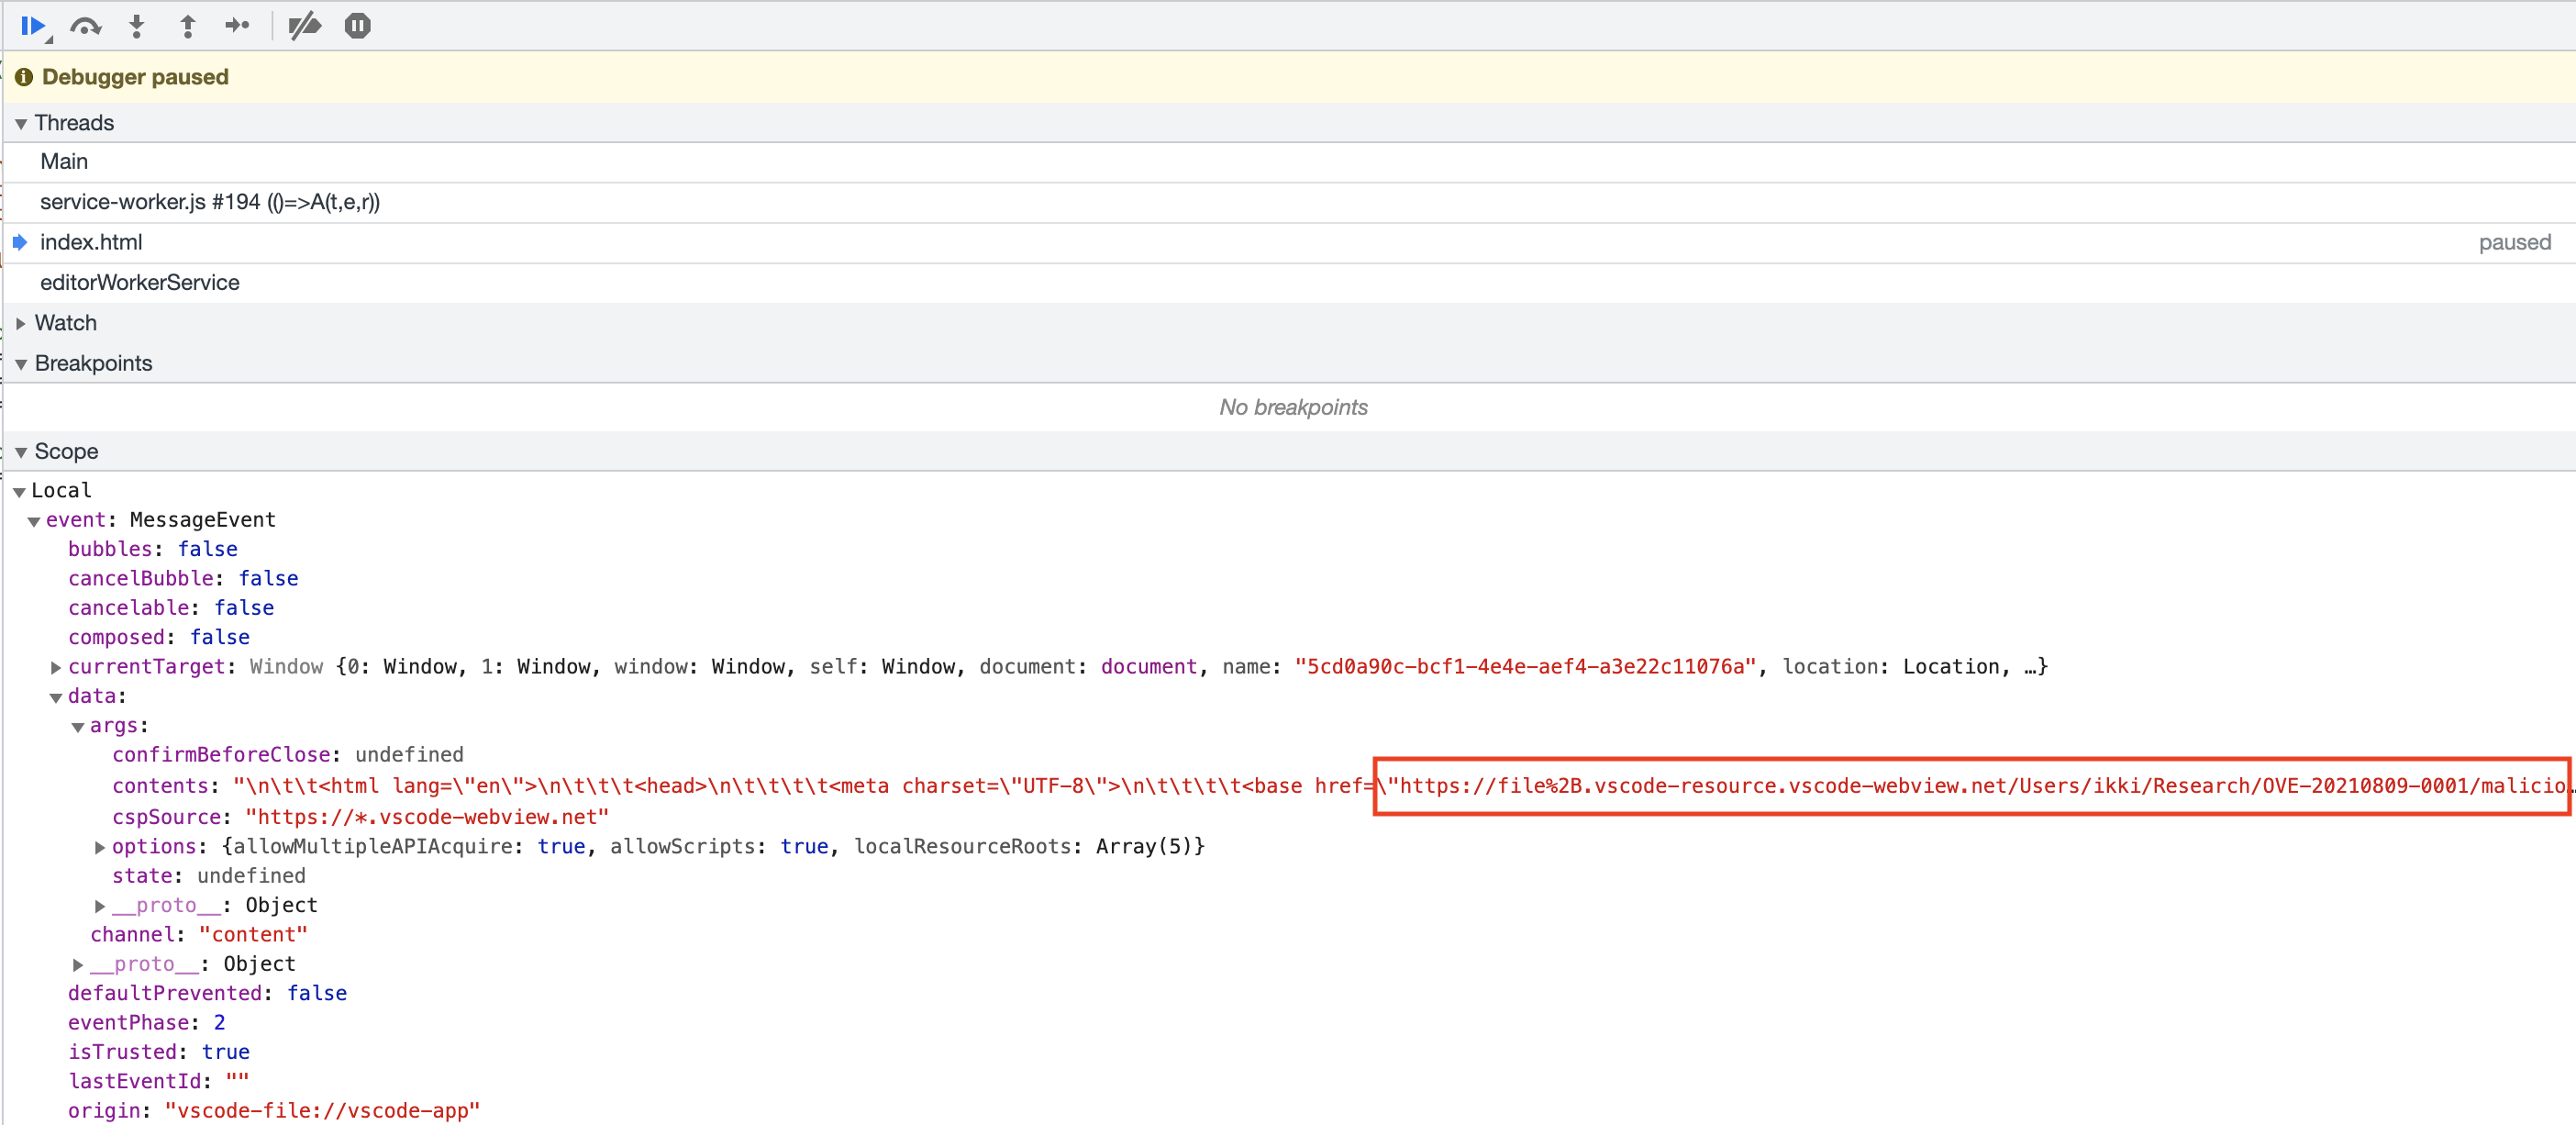 Debugger paused
Threads
Main
service-worker.js #194 (()=>A(t,e,r))
index.html paused
editorWorkerService
Watch
Breakpoints
No breakpoints
Scope
Local
event: MessageEvent
bubbles: false
cancelBubble: false
cancelable: false
composed: false
currentTarget: Window {0: Window, 1: Window, window: Window, self: Window, document: document, name: "5cd0a90c-bcf1-4e4e-aef4-a3e22c11076a", location: Location, …}
data:
args:
confirmBeforeClose: undefined
contents: "\n\t\t<html lang=\"en\">\n\t\t\t<head>\n\t\t\t\t<meta charset=\"UTF-8\">\n\t\t\t\t<base href=\"https://file%2B.vscode-resource.vscode-webview.net/Users/ikki/Research/OVE-20210809-0001/malicio…
cspSource: "https://*.vscode-webview.net"
options: {allowMultipleAPIAcquire: true, allowScripts: true, localResourceRoots: Array(5)}
state: undefined
__proto__: Object
channel: "content"
__proto__: Object
defaultPrevented: false
eventPhase: 2
isTrusted: true
lastEventId: ""
origin: "vscode-file://vscode-app"